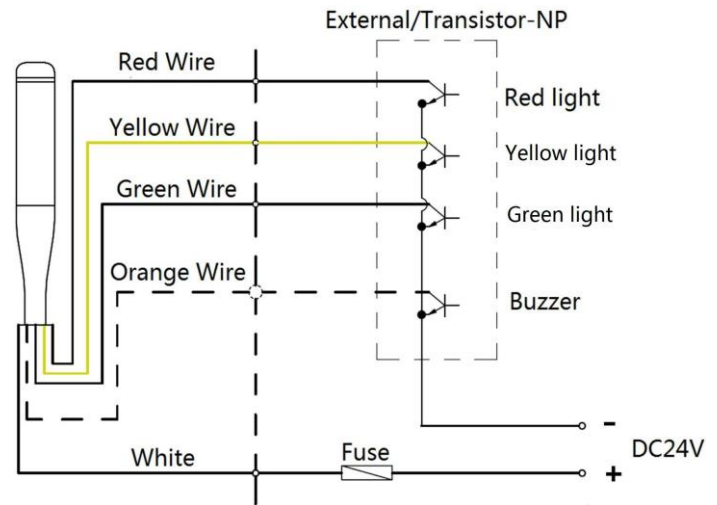 External/Transistor-NP
Red Wire
Red light
Yellow Wire
Yellow light
Green Wire
Green light
Orange Wire
Buzzer
-
DC24V
White
Fuse
+